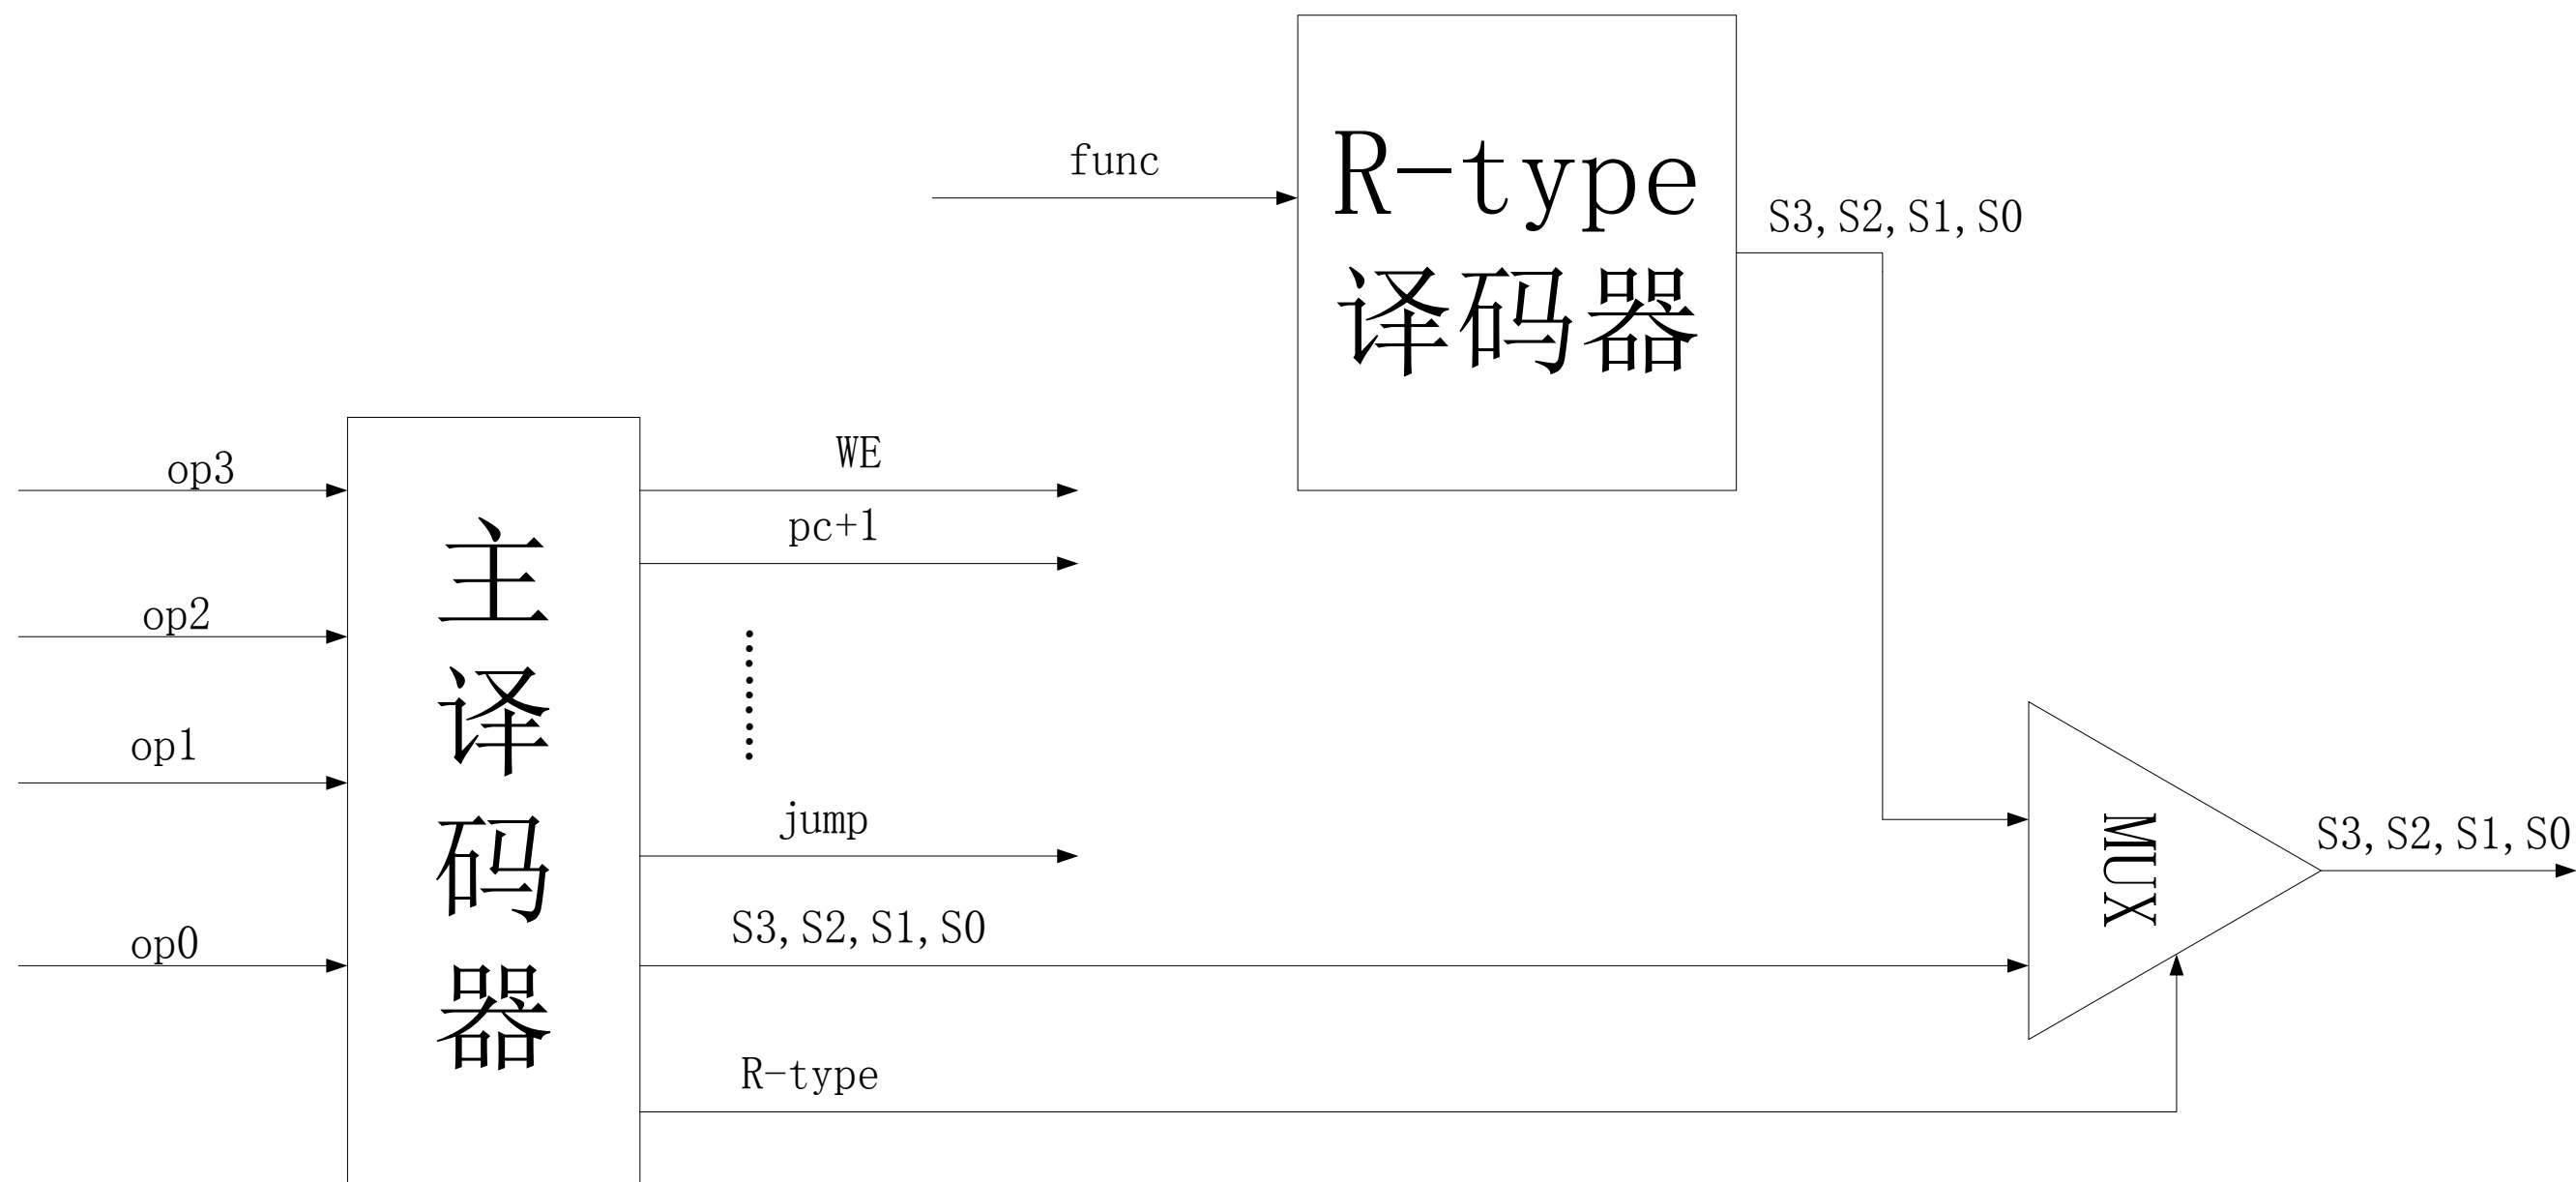 func
R-type
译码器
S3,S2,S1,S0
op3
op2
op1
op0
主
译
码
器
WE
pc+1
jump
S3,S2,S1,S0
R-type
MUX
S3,S2,S1,S0